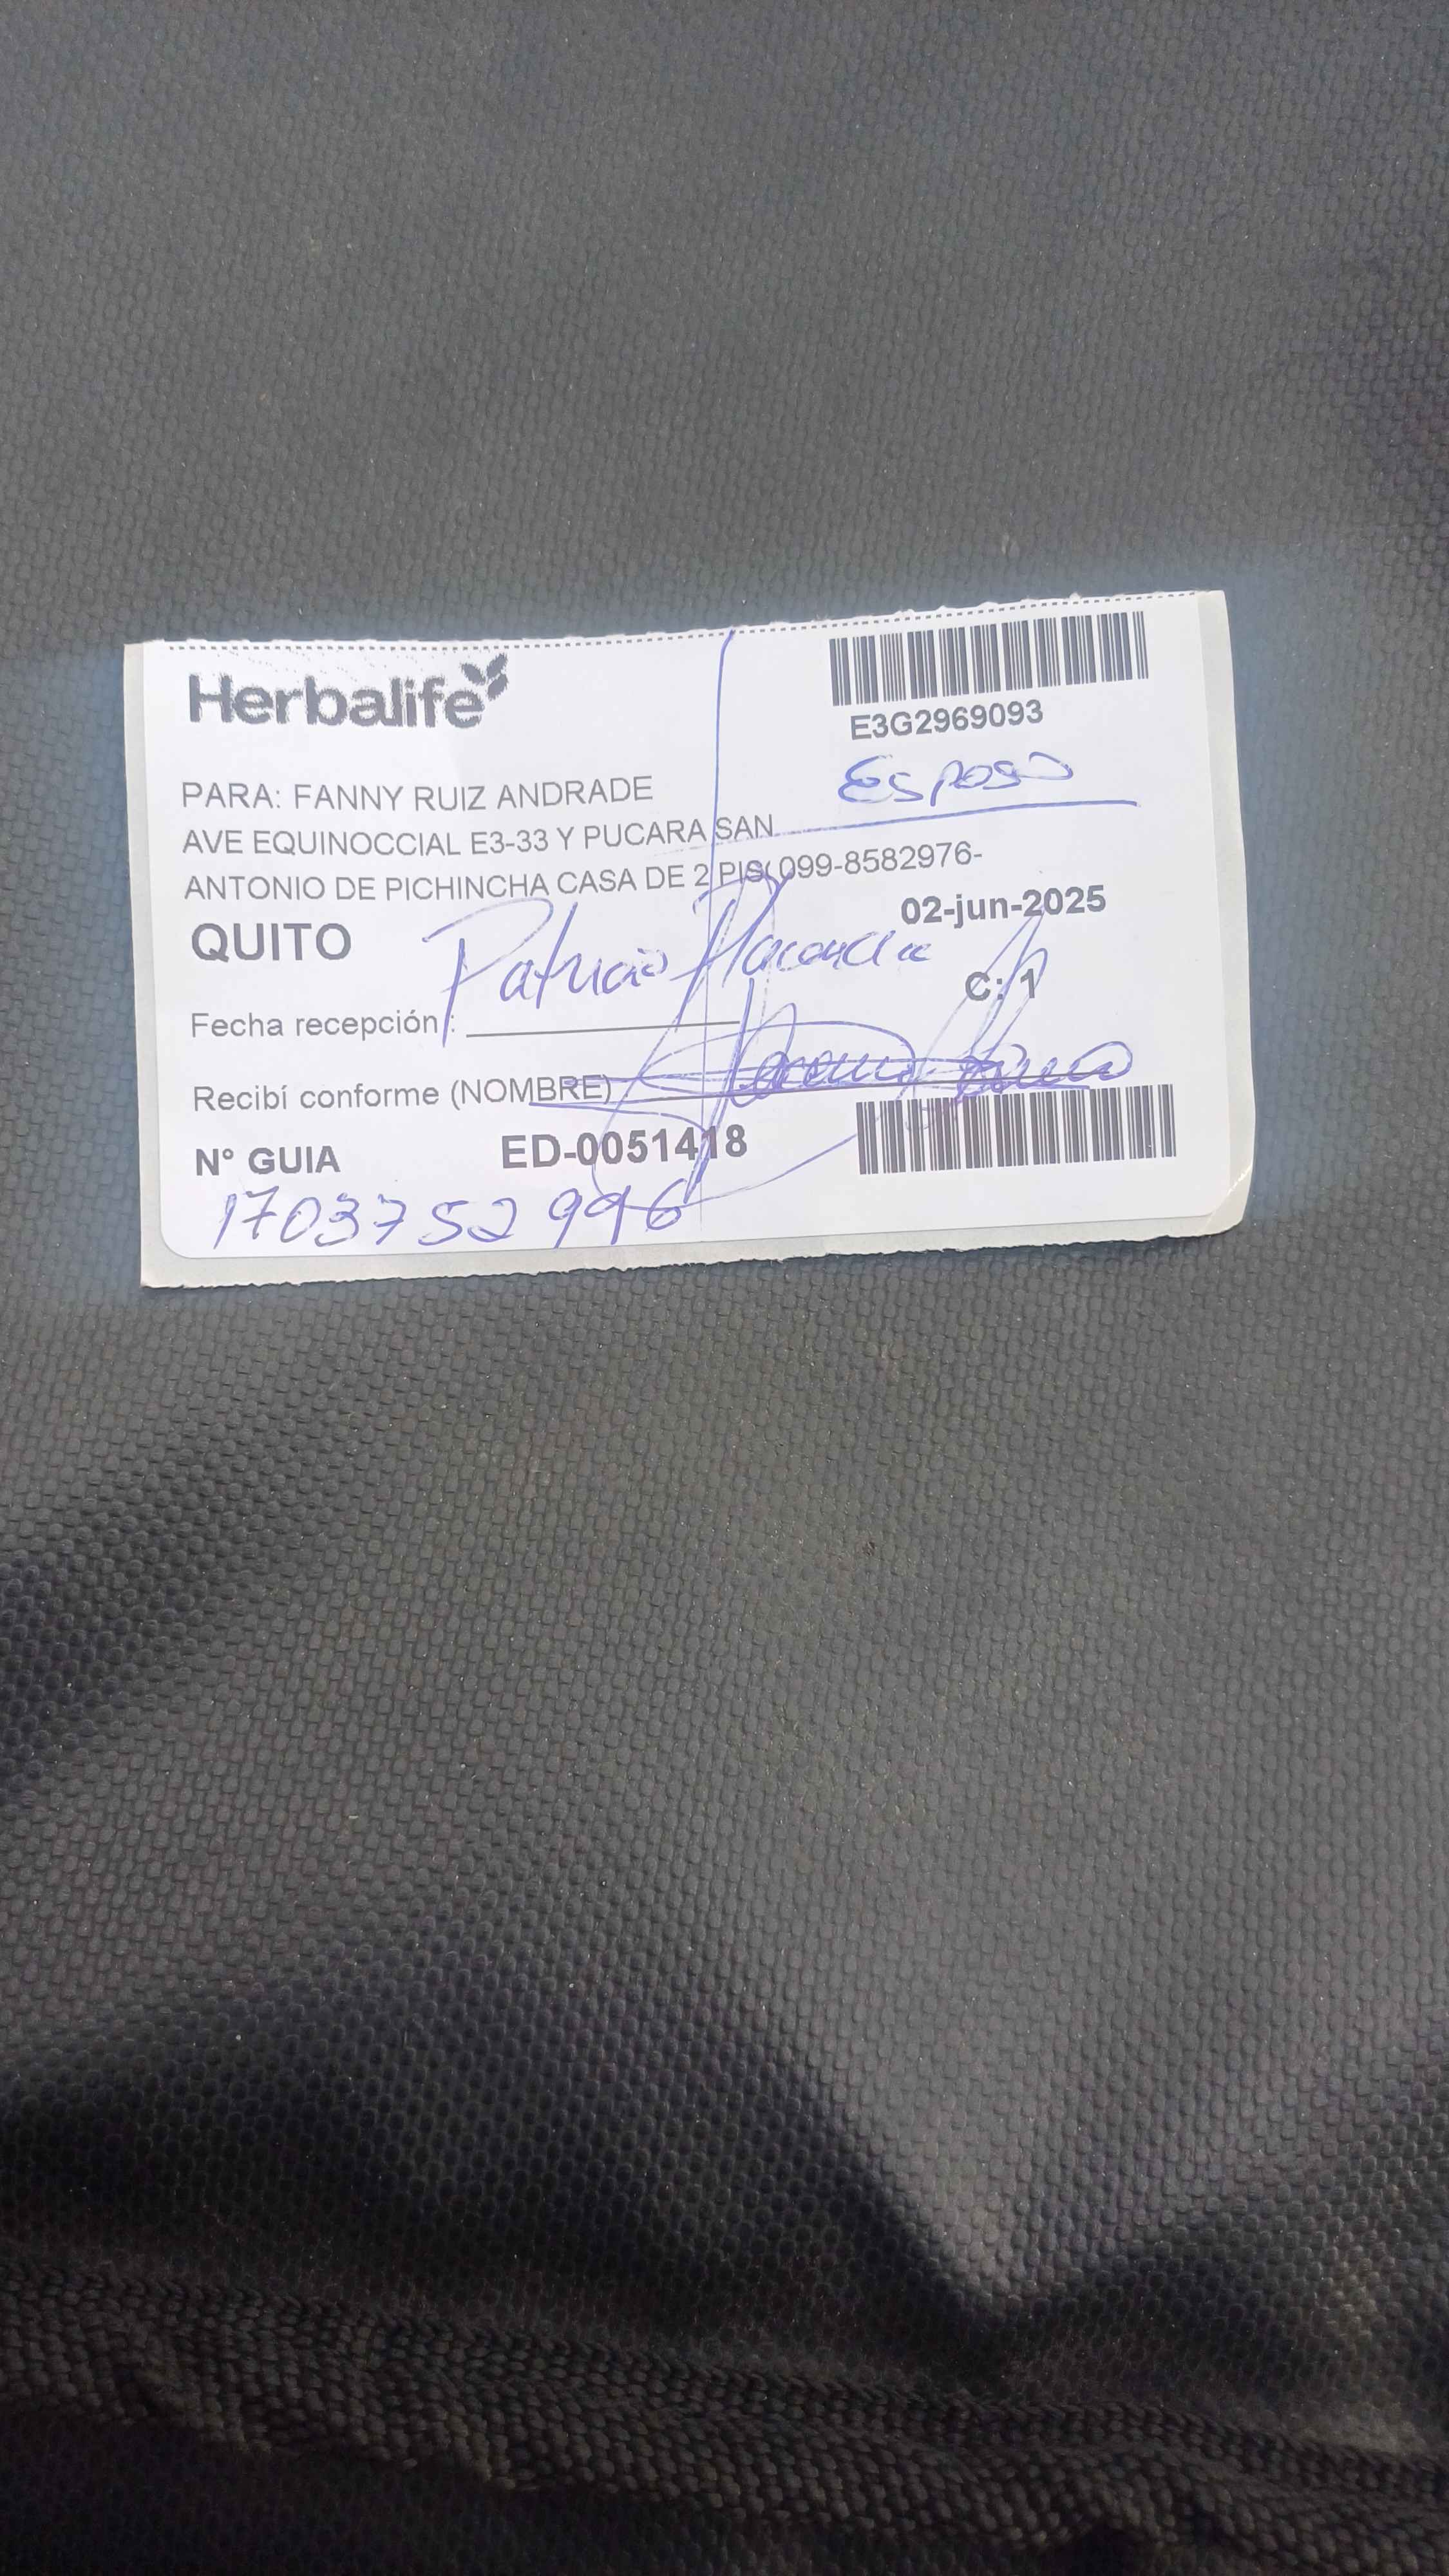 Herbalife
E3G2969093
Esposo
PARA: FANNY RUIZ ANDRADE
AVE EQUINOCCIAL E3-33 Y PUCARA SAN
ANTONIO DE PICHINCHA CASA DE 2 PIS( 099-8582976-
QUITO
02-jun-2025
Patricio
C: 1
Fecha recepción :
Recibí conforme (NOMBRE)
N° GUIA ED-0051418
1703752996